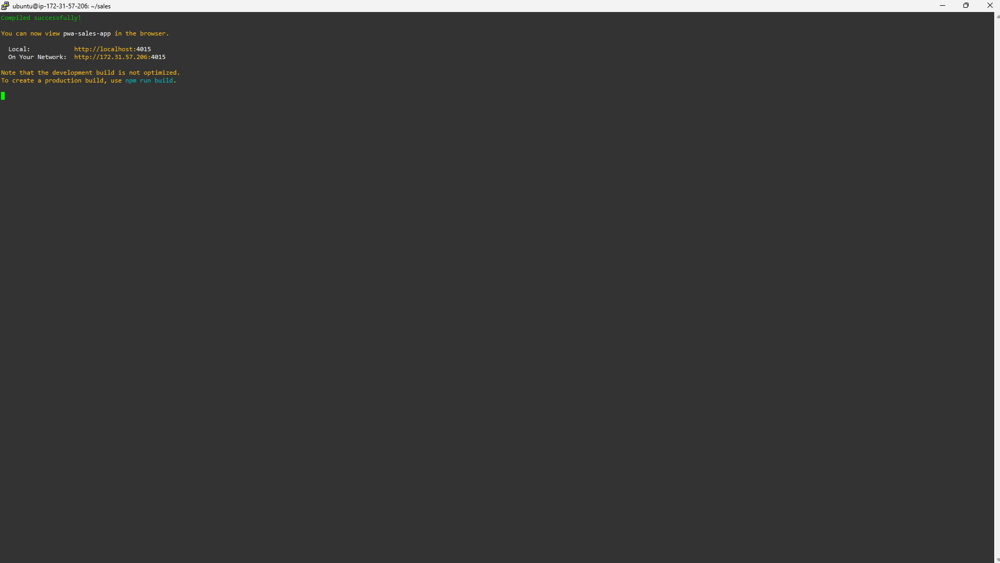 ubuntu@ip-172-31-57-206: ~/sales
Compiled successfully!
You can now view pwa-sales-app in the browser.
Local: http://localhost:4015
On Your Network: http://172.31.57.206:4015
Note that the development build is not optimized.
To create a production build, use npm run build.